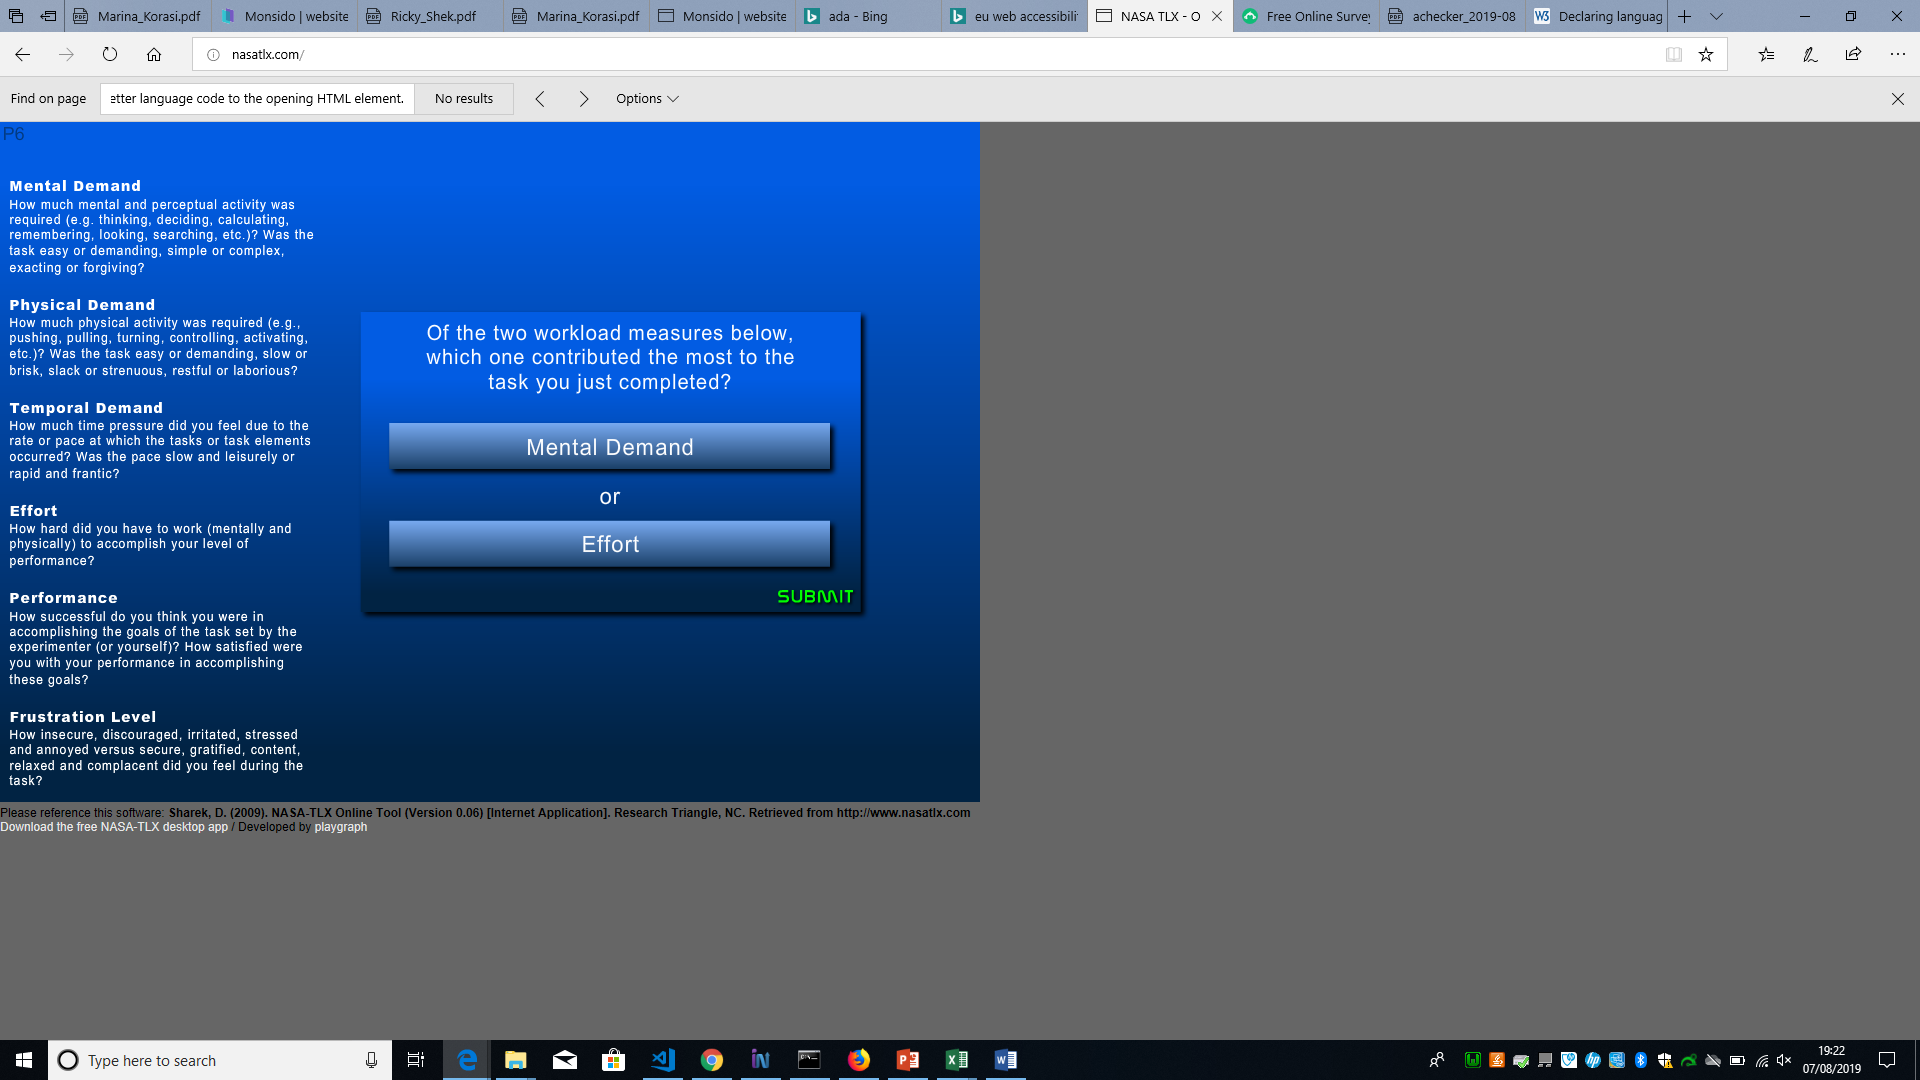 Marina_Korasi.pdf
Monsido | website
Ricky_Shek.pdf
Marina_Korasi.pdf
Monsido | website
ada - Bing
eu web accessibili
NASA TLX - O
Free Online Survey
achecker_2019-08
Declaring languag
nasatlx.com/
Find on page
etter language code to the opening HTML element.
No results
Options
P6
Mental Demand
How much mental and perceptual activity was
required (e.g. thinking, deciding, calculating,
remembering, looking, searching, etc.)? Was the
task easy or demanding, simple or complex,
exacting or forgiving?
Physical Demand
How much physical activity was required (e.g.,
pushing, pulling, turning, controlling, activating,
etc.)? Was the task easy or demanding, slow or
brisk, slack or strenuous, restful or laborious?
Temporal Demand
How much time pressure did you feel due to the
rate or pace at which the tasks or task elements
occurred? Was the pace slow and leisurely or
rapid and frantic?
Effort
How hard did you have to work (mentally and
physically) to accomplish your level of
performance?
Performance
How successful do you think you were in
accomplishing the goals of the task set by the
experimenter (or yourself)? How satisfied were
you with your performance in accomplishing
these goals?
Frustration Level
How insecure, discouraged, irritated, stressed
and annoyed versus secure, gratified, content,
relaxed and complacent did you feel during the
task?
Of the two workload measures below,
which one contributed the most to the
task you just completed?
Mental Demand
or
Effort
SUBMIT
Please reference this software: Sharek, D. (2009). NASA-TLX Online Tool (Version 0.06) [Internet Application]. Research Triangle, NC. Retrieved from http://www.nasatlx.com
Download the free NASA-TLX desktop app / Developed by playgraph
Type here to search
19:22
07/08/2019